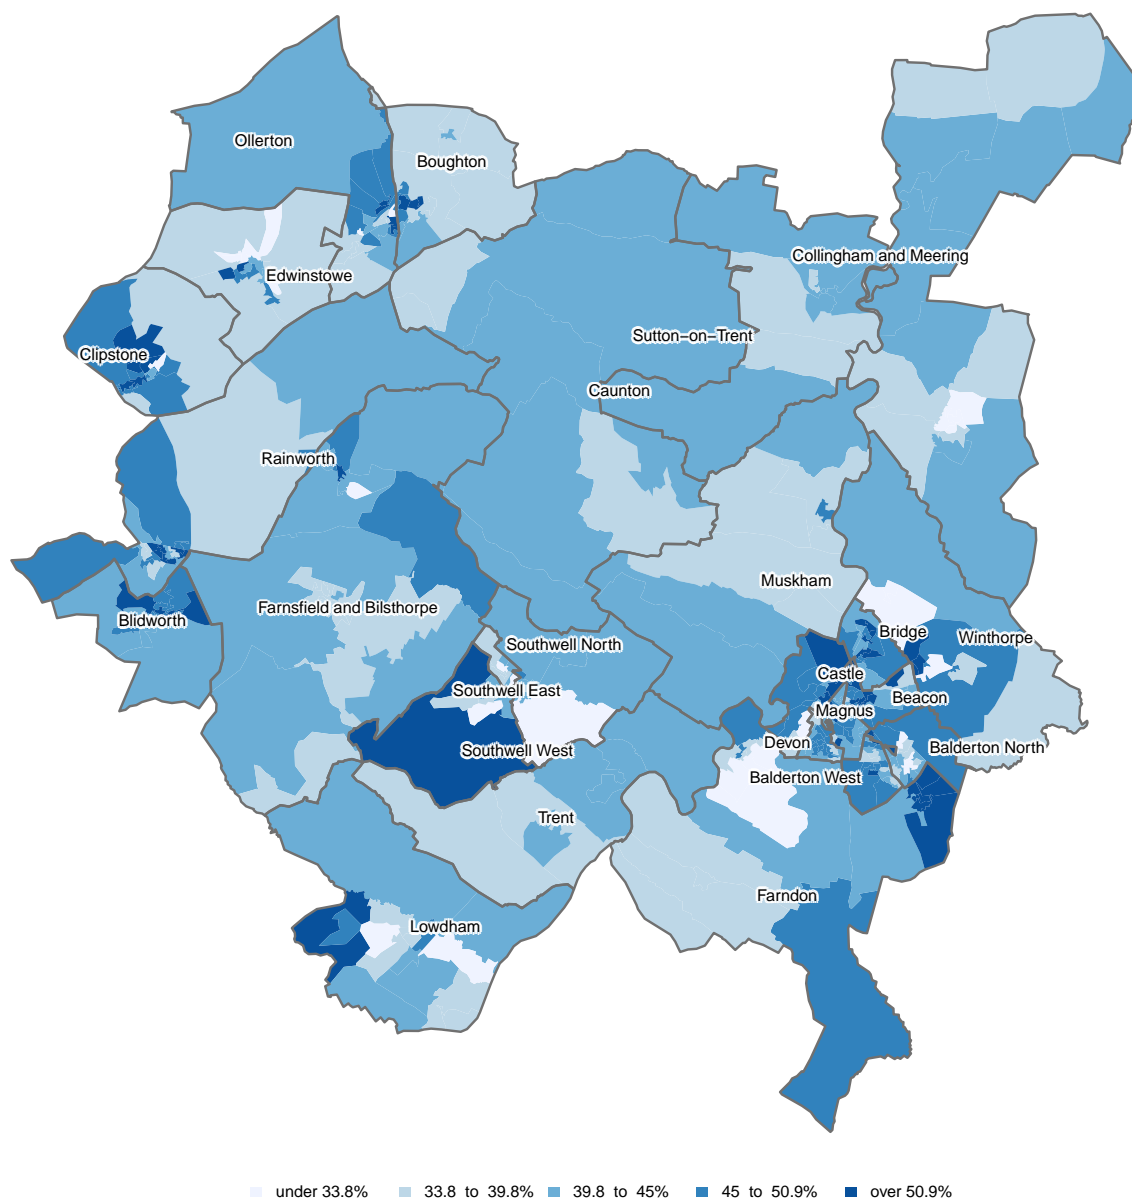 Ollerton
Boughton
Collingham and Meering
Edwinstowe
Sutton−on−Trent
Clipstone
Caunton
Rainworth
Muskham
Farnsfield and Bilsthorpe
Blidworth
Bridge
Winthorpe
Southwell North
Castle
Southwell East
Beacon
Magnus
Devon
Southwell West
Balderton North
Balderton West
Trent
Farndon
Lowdham
under 33.8% 33.8 to 39.8% 39.8 to 45% 45 to 50.9% over 50.9%